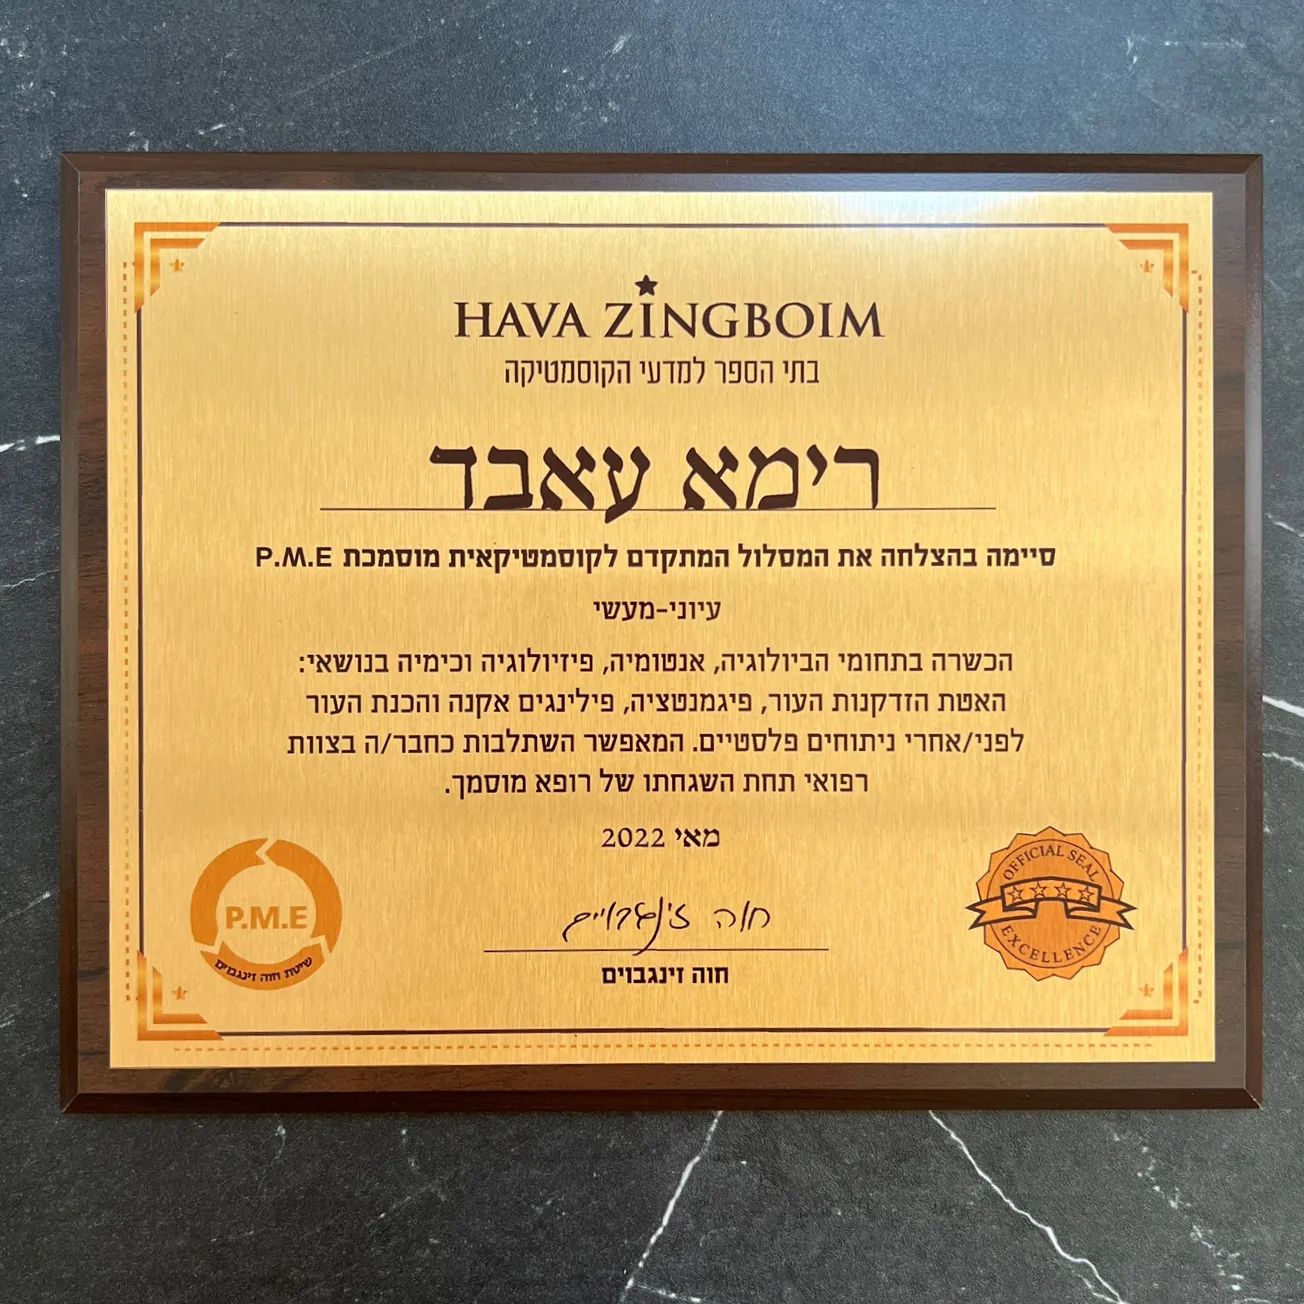 HAVA ZINGBOIM
בתי הספר למדעי הקוסמטיקה
רימא עאבד
סיימה בהצלחה את המסלול המתקדם לקוסמטיקאית מוסמכת P.M.E
עיוני-מעשי
הכשרה בתחומי הביולוגיה, אנטומיה, פיזיולוגיה וכימיה בנושאי:
האטת הזדקנות העור, פיגמנטציה, פילינגים אקנה והכנת העור
לפני/אחרי ניתוחים פלסטיים. המאפשר השתלבות כחבר/ה בצוות
רפואי תחת השגחתו של רופא מוסמך.
מאי 2022
חוה זינגבוים
חוה זינגבוים
P.M.E
שיטת חוה זינגבוים
OFFICIAL SEAL
EXCELLENCE